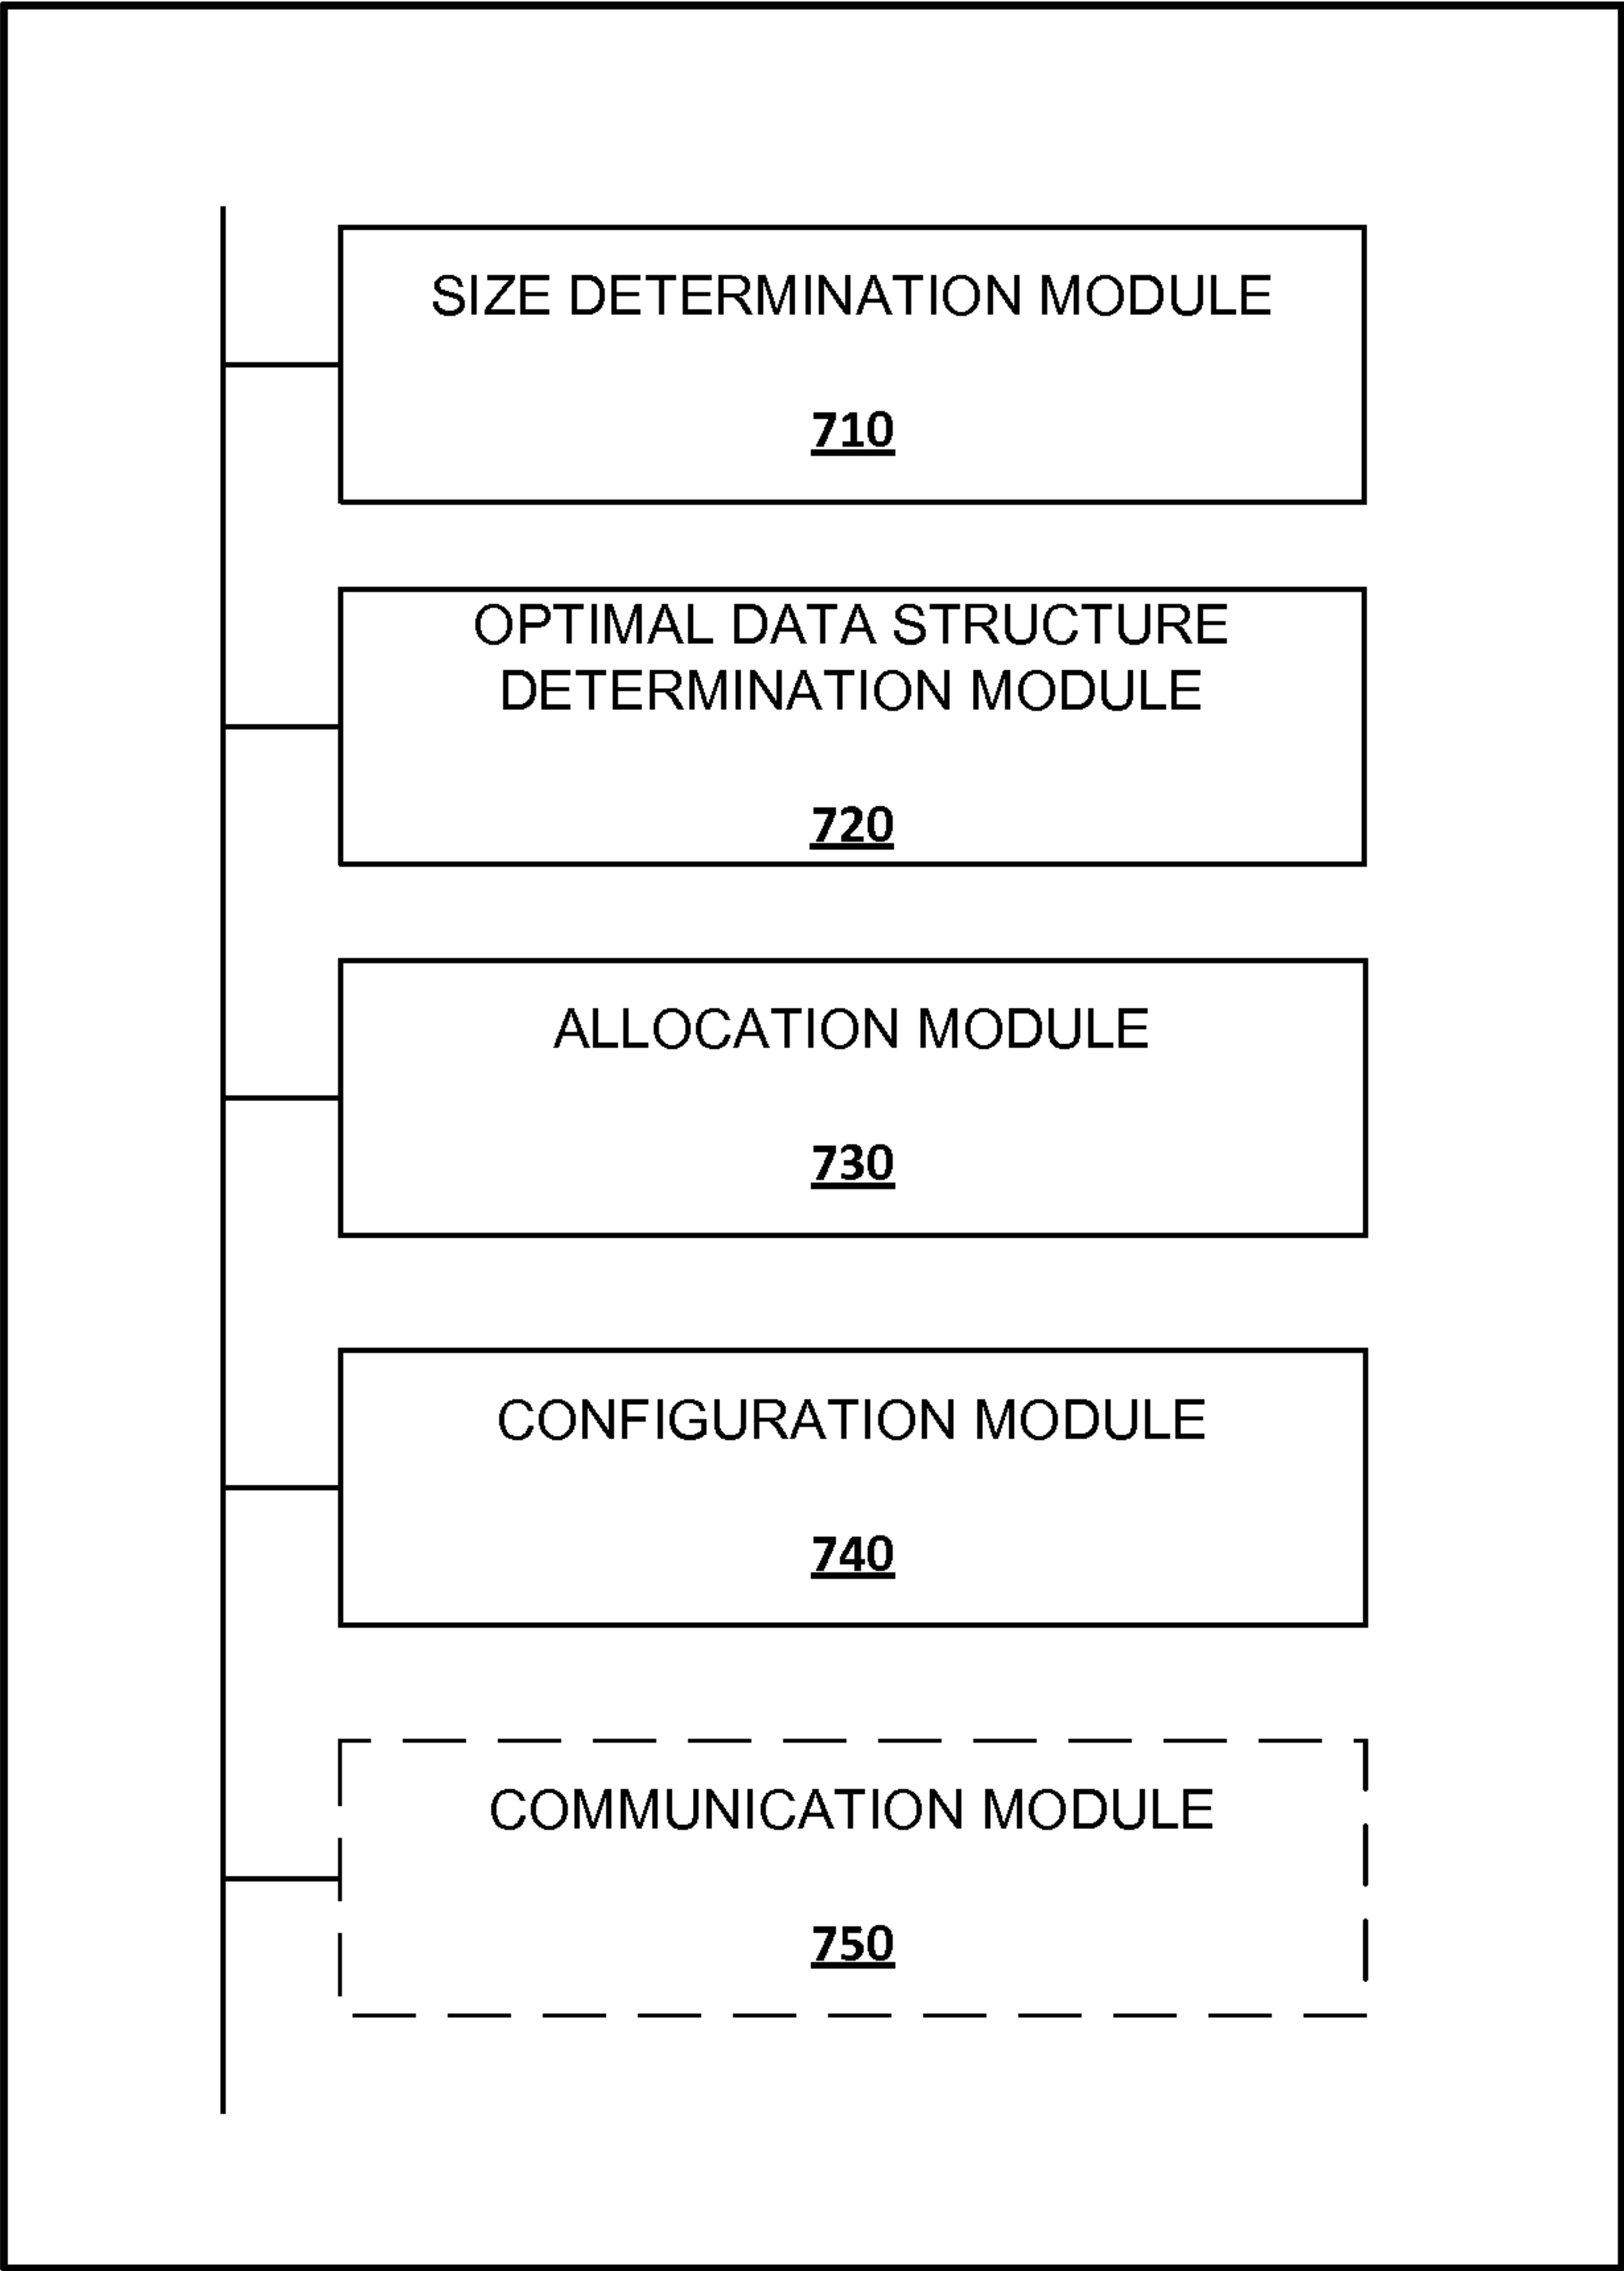 SIZE DETERMINATION MODULE
710
OPTIMAL DATA STRUCTURE
DETERMINATION MODULE
720
ALLOCATION MODULE
730
CONFIGURATION MODULE
740
COMMUNICATION MODULE
750